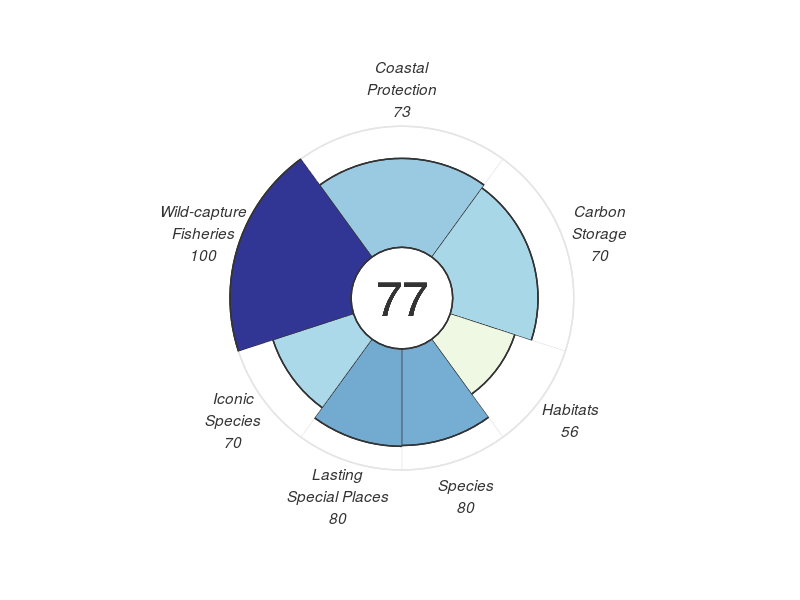 Coastal
Protection
73
Carbon
Storage
70
Habitats
56
Species
80
Lasting
Special Places
80
Iconic
Species
70
Wild-capture
Fisheries
100
77